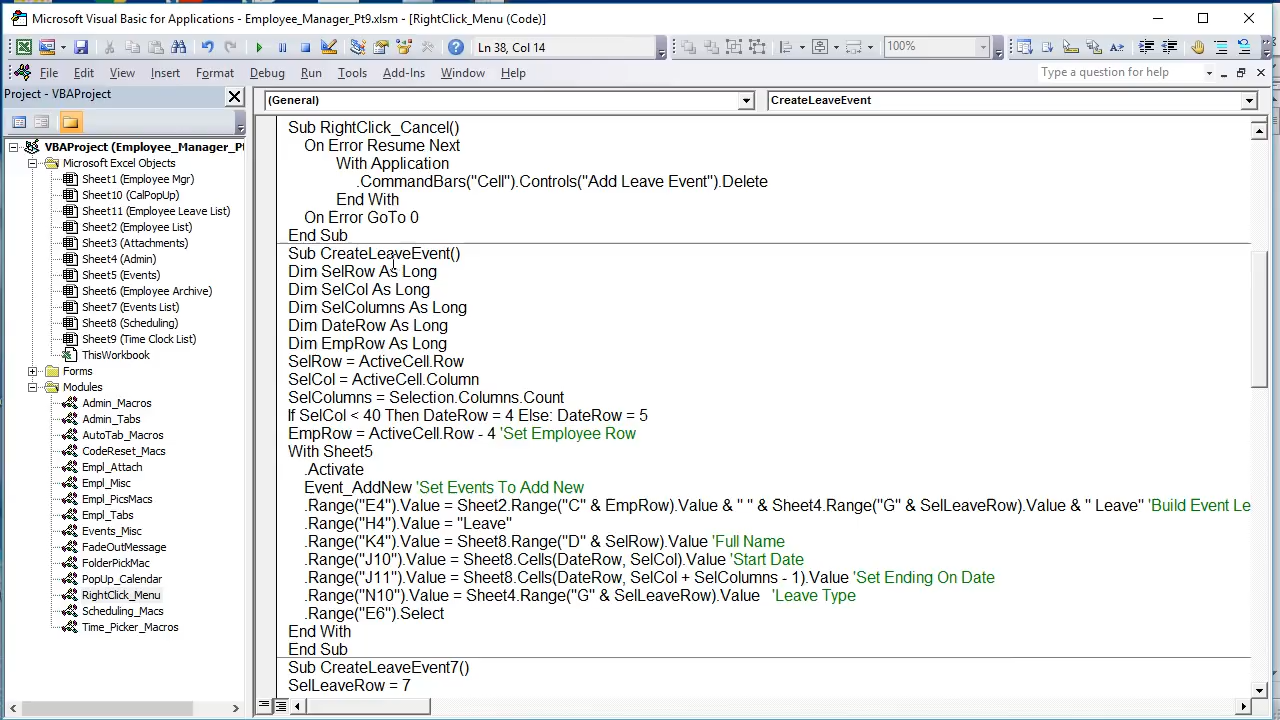 Microsoft Visual Basic for Applications - Employee_Manager_Pt9.xlsm - [RightClick_Menu (Code)]
Ln 38, Col 14
100%
File Edit View Insert Format Debug Run Tools Add-Ins Window Help
Type a question for help
Project - VBAProject
(General)
CreateLeaveEvent
VBAProject (Employee_Manager_P
Microsoft Excel Objects
Sheet1 (Employee Mgr)
Sheet10 (CalPopUp)
Sheet11 (Employee Leave List)
Sheet2 (Employee List)
Sheet3 (Attachments)
Sheet4 (Admin)
Sheet5 (Events)
Sheet6 (Employee Archive)
Sheet7 (Events List)
Sheet8 (Scheduling)
Sheet9 (Time Clock List)
ThisWorkbook
Forms
Modules
Admin_Macros
Admin_Tabs
AutoTab_Macros
CodeReset_Macs
Empl_Attach
Empl_Misc
Empl_PicsMacs
Empl_Tabs
Events_Misc
FadeOutMessage
FolderPickMac
PopUp_Calendar
RightClick_Menu
Scheduling_Macs
Time_Picker_Macros
Sub RightClick_Cancel()
On Error Resume Next
With Application
.CommandBars("Cell").Controls("Add Leave Event").Delete
End With
On Error GoTo 0
End Sub
Sub CreateLeaveEvent()
Dim SelRow As Long
Dim SelCol As Long
Dim SelColumns As Long
Dim DateRow As Long
Dim EmpRow As Long
SelRow = ActiveCell.Row
SelCol = ActiveCell.Column
SelColumns = Selection.Columns.Count
If SelCol < 40 Then DateRow = 4 Else: DateRow = 5
EmpRow = ActiveCell.Row - 4 'Set Employee Row
With Sheet5
.Activate
Event_AddNew 'Set Events To Add New
.Range("E4").Value = Sheet2.Range("C" & EmpRow).Value & " " & Sheet4.Range("G" & SelLeaveRow).Value & " Leave" 'Build Event Le
.Range("H4").Value = "Leave"
.Range("K4").Value = Sheet8.Range("D" & SelRow).Value 'Full Name
.Range("J10").Value = Sheet8.Cells(DateRow, SelCol).Value 'Start Date
.Range("J11").Value = Sheet8.Cells(DateRow, SelCol + SelColumns - 1).Value 'Set Ending On Date
.Range("N10").Value = Sheet4.Range("G" & SelLeaveRow).Value 'Leave Type
.Range("E6").Select
End With
End Sub
Sub CreateLeaveEvent7()
SelLeaveRow = 7